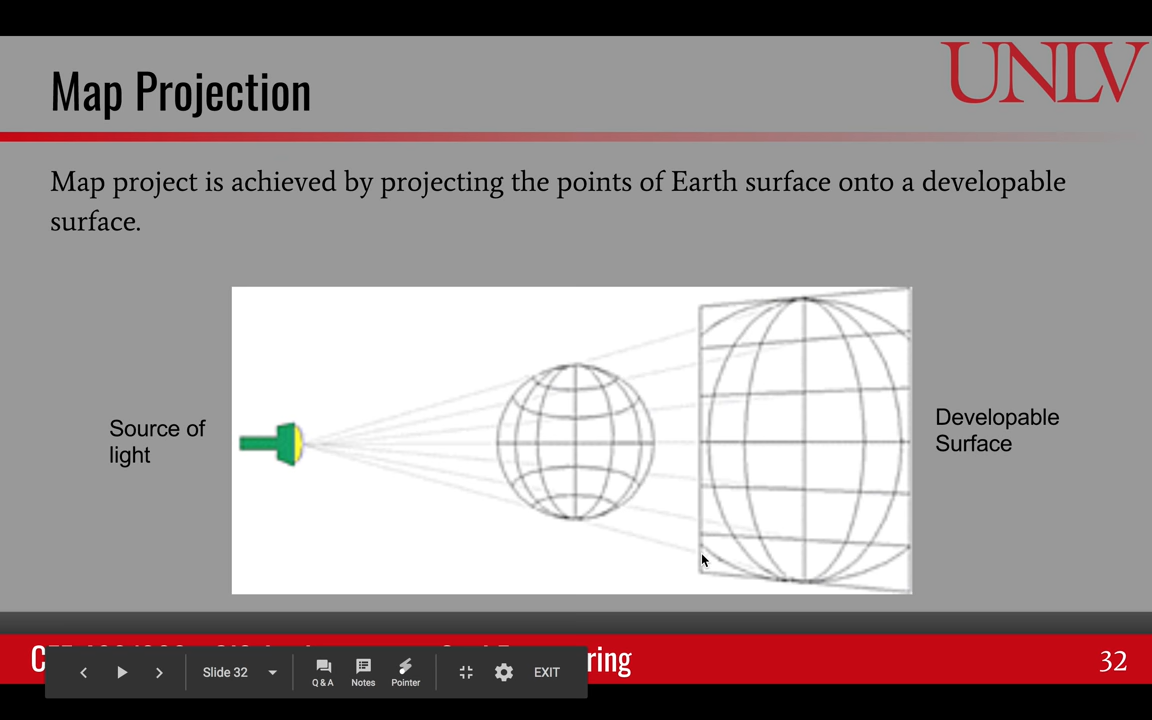 UNLV
Map Projection
Map project is achieved by projecting the points of Earth surface onto a developable
surface.
Source of
light
Developable
Surface
32
Slide 32
Q & A
Notes
Pointer
EXIT